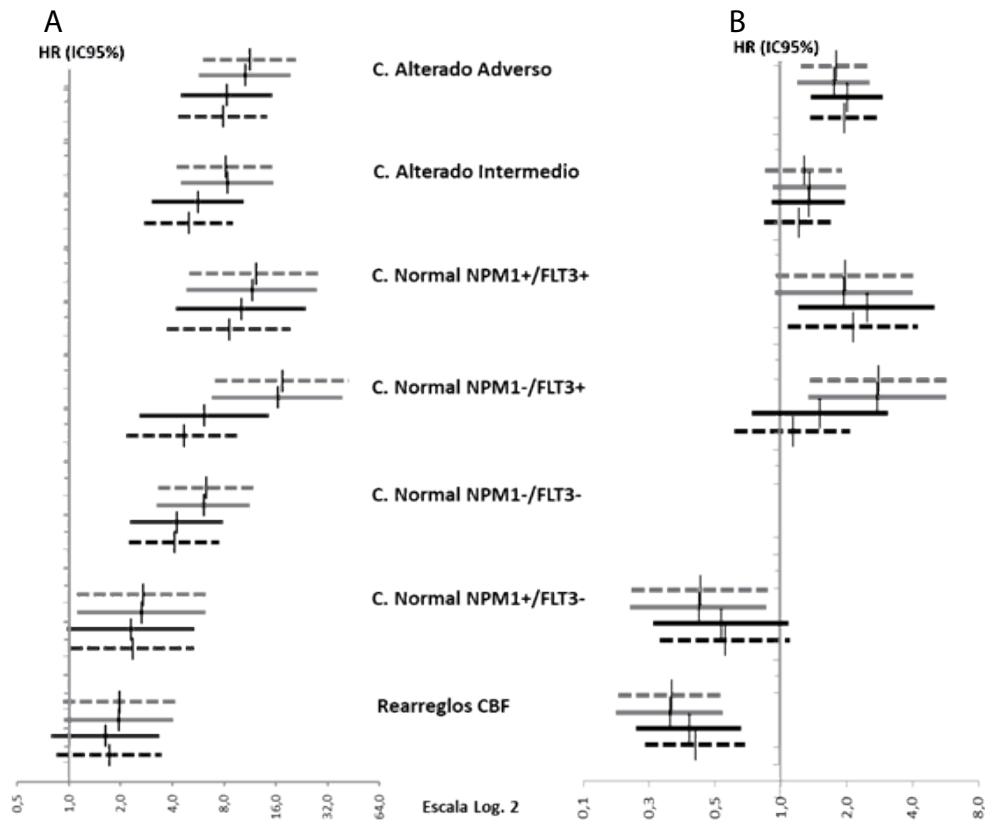 A
B
HR (IC95%)
HR (IC95%)
C. Alterado Adverso
C. Alterado Intermedio
C. Normal NPM1+/FLT3+
C. Normal NPM1-/FLT3+
C. Normal NPM1-/FLT3-
C. Normal NPM1+/FLT3-
Rearreglos CBF
0,5 1,0 2,0 4,0 8,0 16,0 32,0 64,0
Escala Log. 2
0,1 0,3 0,5 1,0 2,0 4,0 8,0